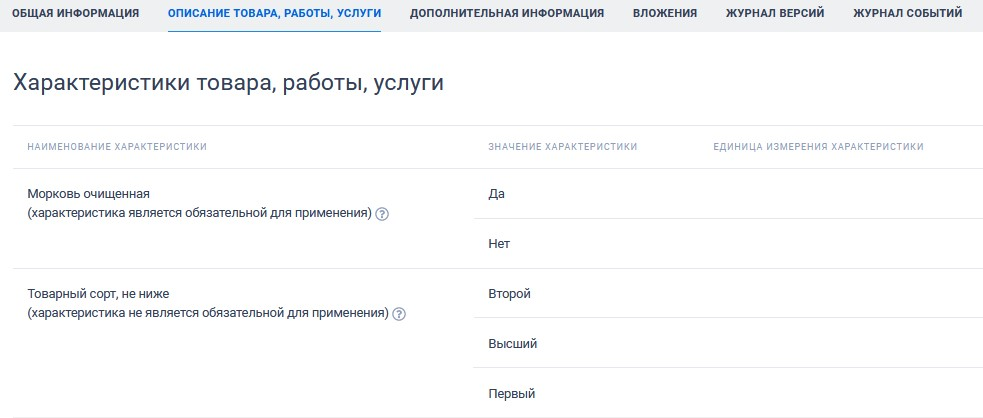 ОБЩАЯ ИНФОРМАЦИЯ ОПИСАНИЕ ТОВАРА, РАБОТЫ, УСЛУГИ ДОПОЛНИТЕЛЬНАЯ ИНФОРМАЦИЯ ВЛОЖЕНИЯ ЖУРНАЛ ВЕРСИЙ ЖУРНАЛ СОБЫТИЙ
Характеристики товара, работы, услуги
НАИМЕНОВАНИЕ ХАРАКТЕРИСТИКИ ЗНАЧЕНИЕ ХАРАКТЕРИСТИКИ ЕДИНИЦА ИЗМЕРЕНИЯ ХАРАКТЕРИСТИКИ
Морковь очищенная Да
(характеристика является обязательной для применения) ?
Нет
Товарный сорт, не ниже Второй
(характеристика не является обязательной для применения) ?
Высший
Первый